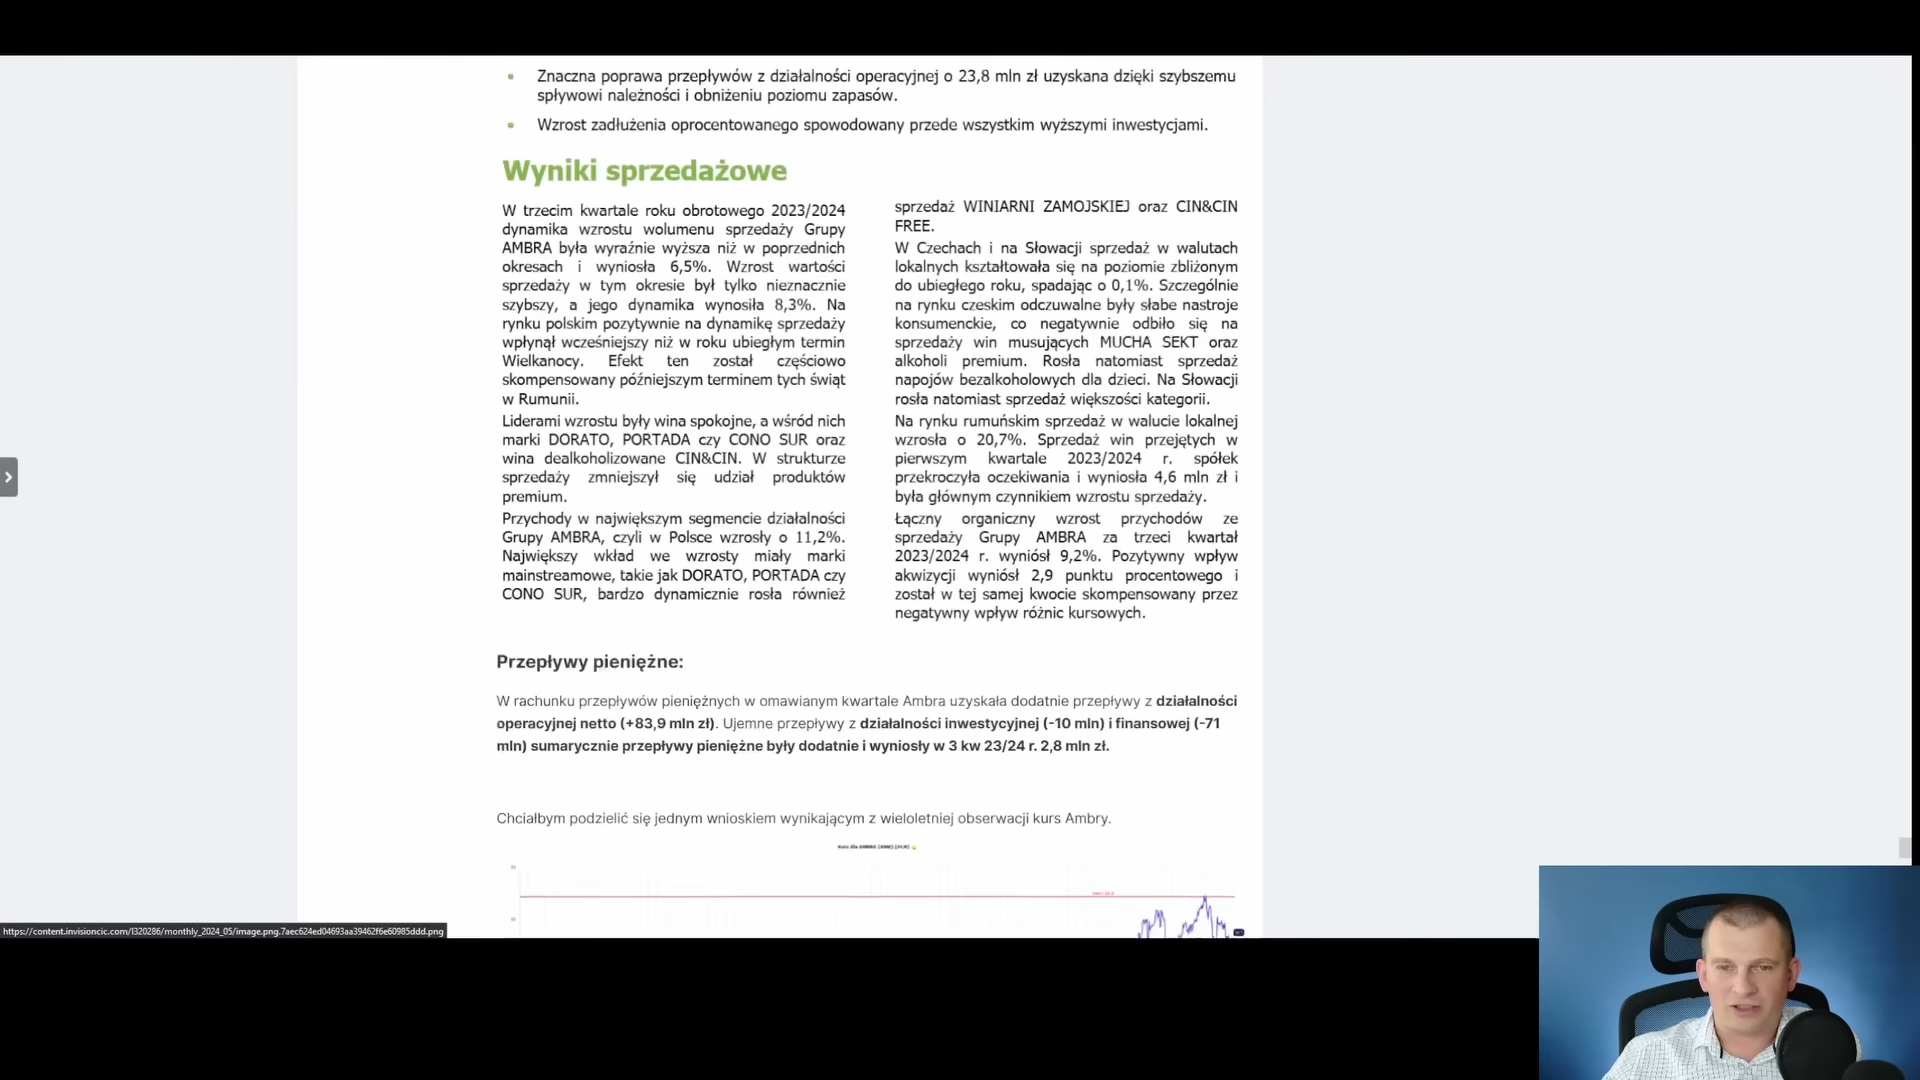 Znaczna poprawa przepływów z działalności operacyjnej o 23,8 mln zł uzyskana dzięki szybszemu
spływowi należności i obniżeniu poziomu zapasów.
Wzrost zadłużenia oprocentowanego spowodowany przede wszystkim wyższymi inwestycjami.
Wyniki sprzedażowe
W trzecim kwartale roku obrotowego 2023/2024
dynamika wzrostu wolumenu sprzedaży Grupy
AMBRA była wyraźnie wyższa niż w poprzednich
okresach i wyniosła 6,5%. Wzrost wartości
sprzedaży w tym okresie był tylko nieznacznie
szybszy, a jego dynamika wynosiła 8,3%. Na
rynku polskim pozytywnie na dynamikę sprzedaży
wpłynął wcześniejszy niż w roku ubiegłym termin
Wielkanocy. Efekt ten został częściowo
skompensowany późniejszym terminem tych świąt
w Rumunii.
Liderami wzrostu były wina spokojne, a wśród nich
marki DORATO, PORTADA czy CONO SUR oraz
wina dealkoholizowane CIN&CIN. W strukturze
sprzedaży zmniejszył się udział produktów
premium.
Przychody w największym segmencie działalności
Grupy AMBRA, czyli w Polsce wzrosły o 11,2%.
Największy wkład we wzrosty miały marki
mainstreamowe, takie jak DORATO, PORTADA czy
CONO SUR, bardzo dynamicznie rosła również
sprzedaż WINIARNI ZAMOJSKIEJ oraz CIN&CIN
FREE.
W Czechach i na Słowacji sprzedaż w walutach
lokalnych kształtowała się na poziomie zbliżonym
do ubiegłego roku, spadając o 0,1%. Szczególnie
na rynku czeskim odczuwalne były słabe nastroje
konsumenckie, co negatywnie odbiło się na
sprzedaży win musujących MUCHA SEKT oraz
alkoholi premium. Rosła natomiast sprzedaż
napojów bezalkoholowych dla dzieci. Na Słowacji
rosła natomiast sprzedaż większości kategorii.
Na rynku rumuńskim sprzedaż w walucie lokalnej
wzrosła o 20,7%. Sprzedaż win przejętych w
pierwszym kwartale 2023/2024 r. spółek
przekroczyła oczekiwania i wyniosła 4,6 mln zł i
była głównym czynnikiem wzrostu sprzedaży.
Łączny organiczny wzrost przychodów ze
sprzedaży Grupy AMBRA za trzeci kwartał
2023/2024 r. wyniósł 9,2%. Pozytywny wpływ
akwizycji wyniósł 2,9 punktu procentowego i
został w tej samej kwocie skompensowany przez
negatywny wpływ różnic kursowych.
Przepływy pieniężne:
W rachunku przepływów pieniężnych w omawianym kwartale Ambra uzyskała dodatnie przepływy z działalności
operacyjnej netto (+83,9 mln zł). Ujemne przepływy z działalności inwestycyjnej (-10 mln) i finansowej (-71
mln) sumarycznie przepływy pieniężne były dodatnie i wyniosły w 3 kw 23/24 r. 2,8 mln zł.
Chciałbym podzielić się jednym wnioskiem wynikającym z wieloletniej obserwacji kurs Ambry.
Kurs dla AMBRA
https://content.invisioncic.com/l320286/monthly_2024_05/image.png.7aec624ed04693aa39462f6e60985ddd.png